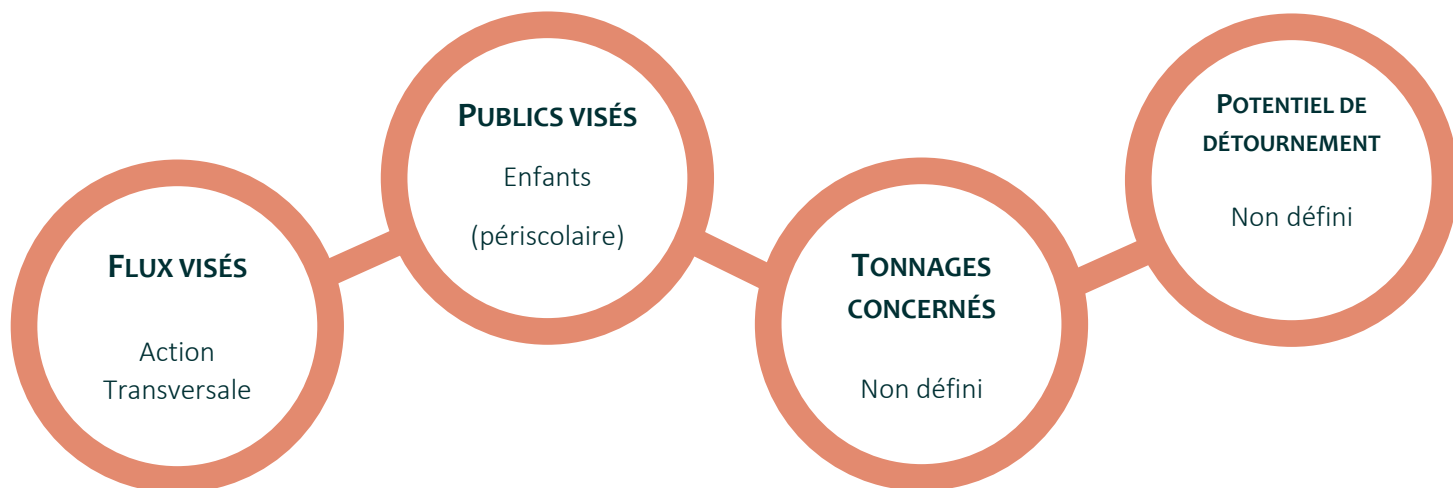 FLUX VISÉS
Action
Transversale
PUBLICS VISÉS
Enfants
(périscolaire)
TONNAGES
CONCERNÉS
Non défini
POTENTIEL DE
DÉTOURNEMENT
Non défini